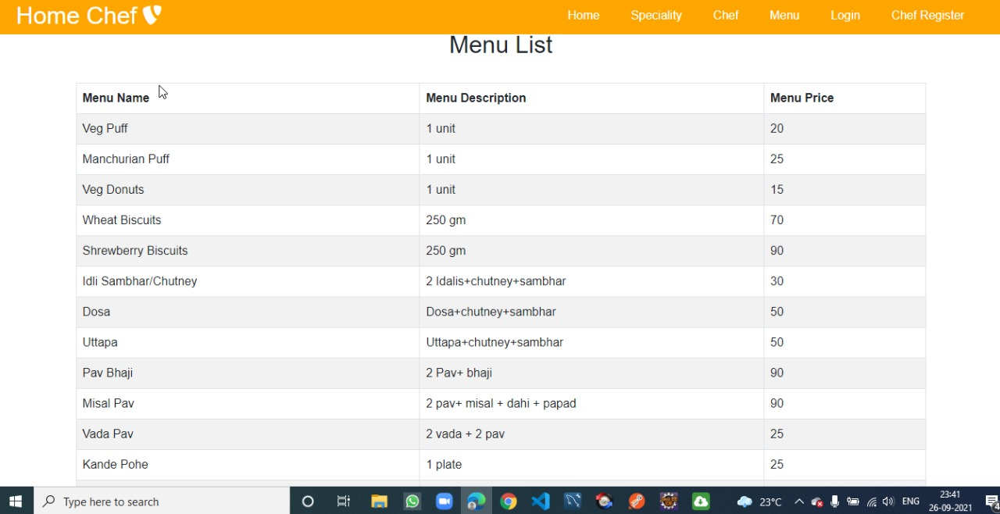 Home Chef Home Speciality Chef Menu Login Chef Register
Menu List
Menu Name Menu Description Menu Price
Veg Puff 1 unit 20
Manchurian Puff 1 unit 25
Veg Donuts 1 unit 15
Wheat Biscuits 250 gm 70
Shrewberry Biscuits 250 gm 90
Idli Sambhar/Chutney 2 Idalis+chutney+sambhar 30
Dosa Dosa+chutney+sambhar 50
Uttapa Uttapa+chutney+sambhar 50
Pav Bhaji 2 Pav+ bhaji 90
Misal Pav 2 pav+ misal + dahi + papad 90
Vada Pav 2 vada + 2 pav 25
Kande Pohe 1 plate 25
Type here to search 23°C ENG 23:41
26-09-2021